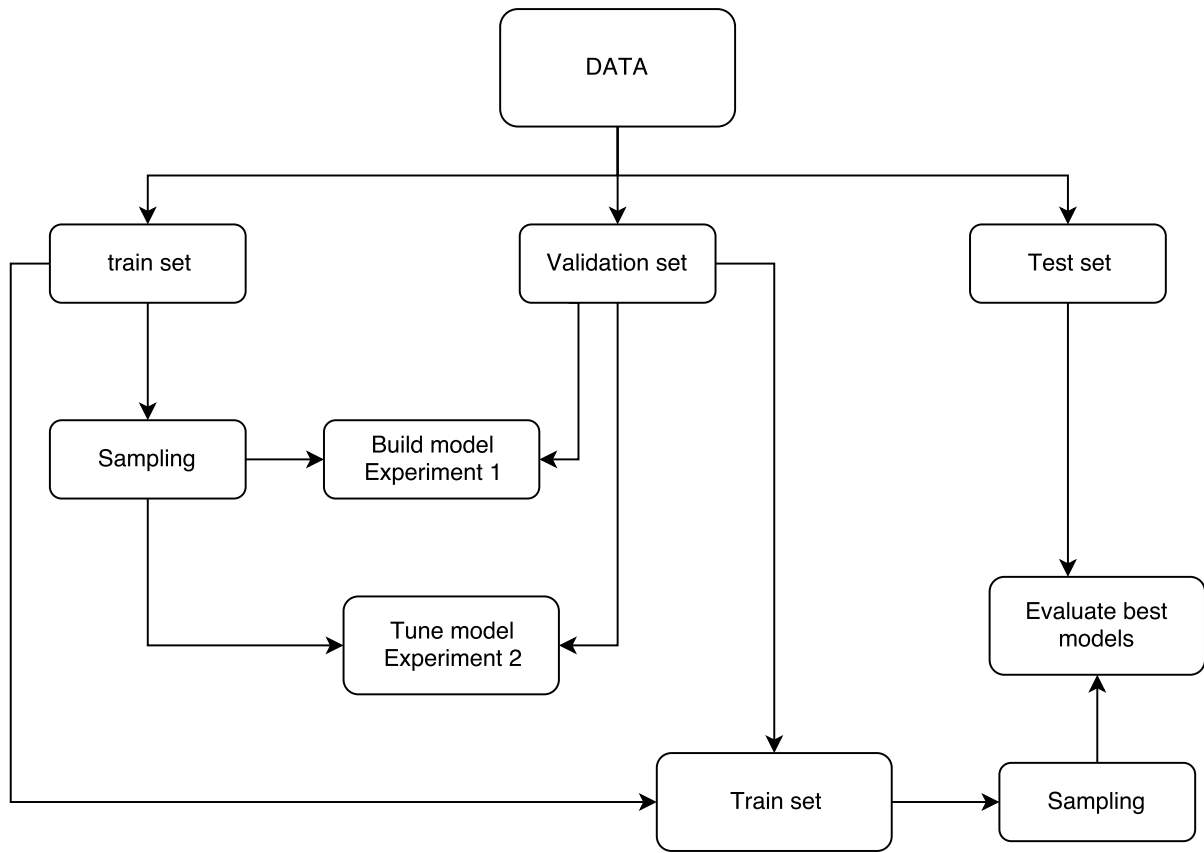 DATA
train set
Validation set
Test set
Sampling
Build model
Experiment 1
Tune model
Experiment 2
Evaluate best
models
Train set
Sampling